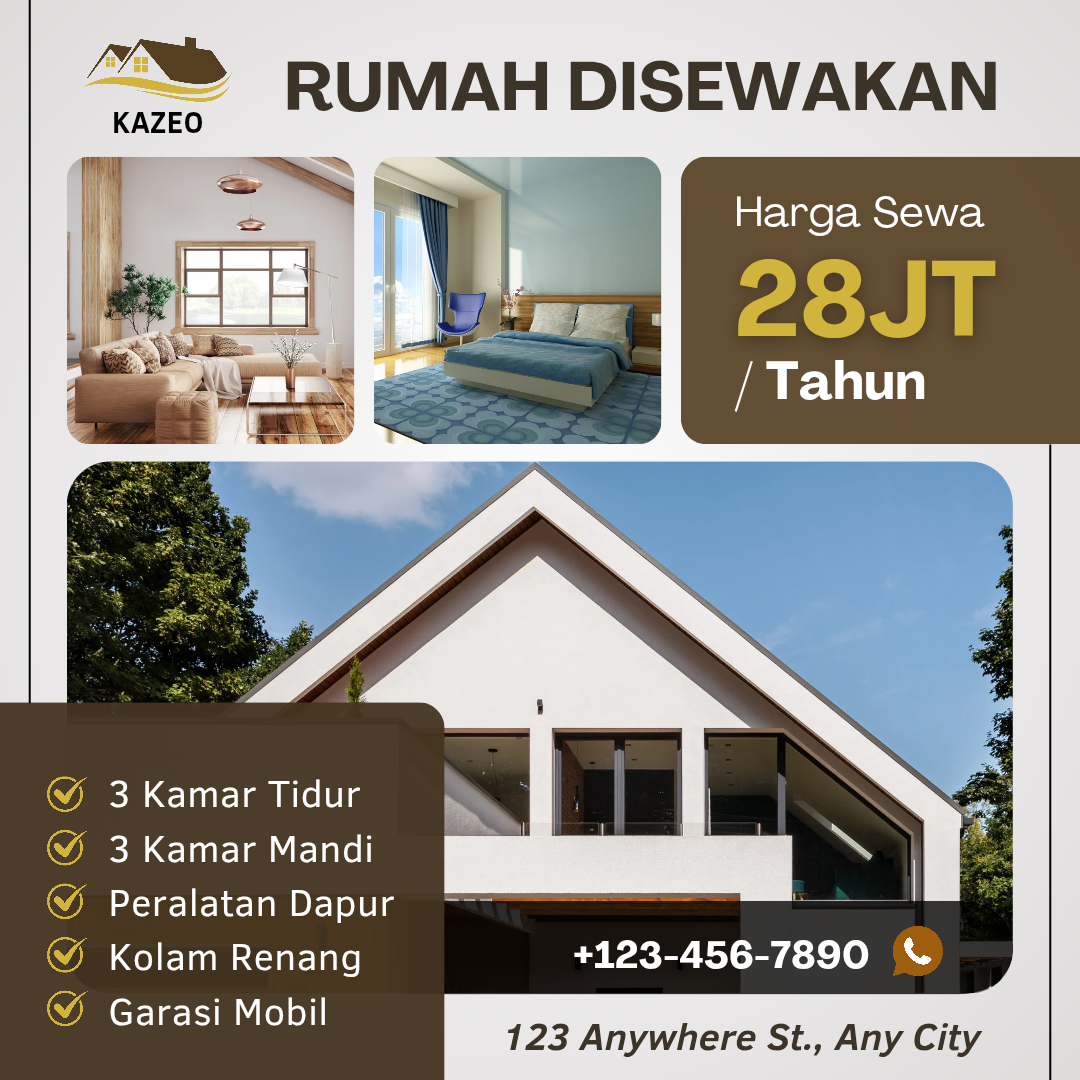 KAZEO
RUMAH DISEWAKAN
Harga Sewa
28JT
/ Tahun
3 Kamar Tidur
3 Kamar Mandi
Peralatan Dapur
Kolam Renang
Garasi Mobil
+123-456-7890
123 Anywhere St., Any City